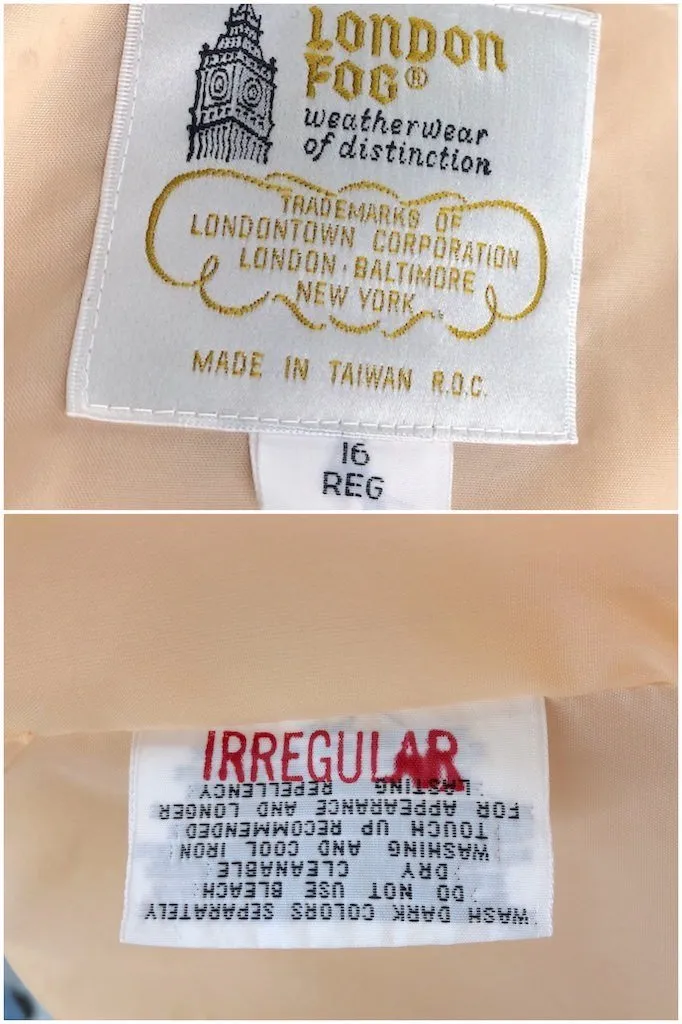 LONDON
FOG®
weatherwear
of distinction
TRADEMARKS OF
LONDONTOWN CORPORATION
LONDON · BALTIMORE
NEW YORK
MADE IN TAIWAN R.O.C.
16
REG
IRREGULAR
WASH DARK COLORS SEPARATELY
DO NOT USE BLEACH
DRY CLEANABLE
WASHING AND COOL IRON
TOUCH UP RECOMMENDED
FOR APPEARANCE AND LONGER
LASTING REPELLENCY